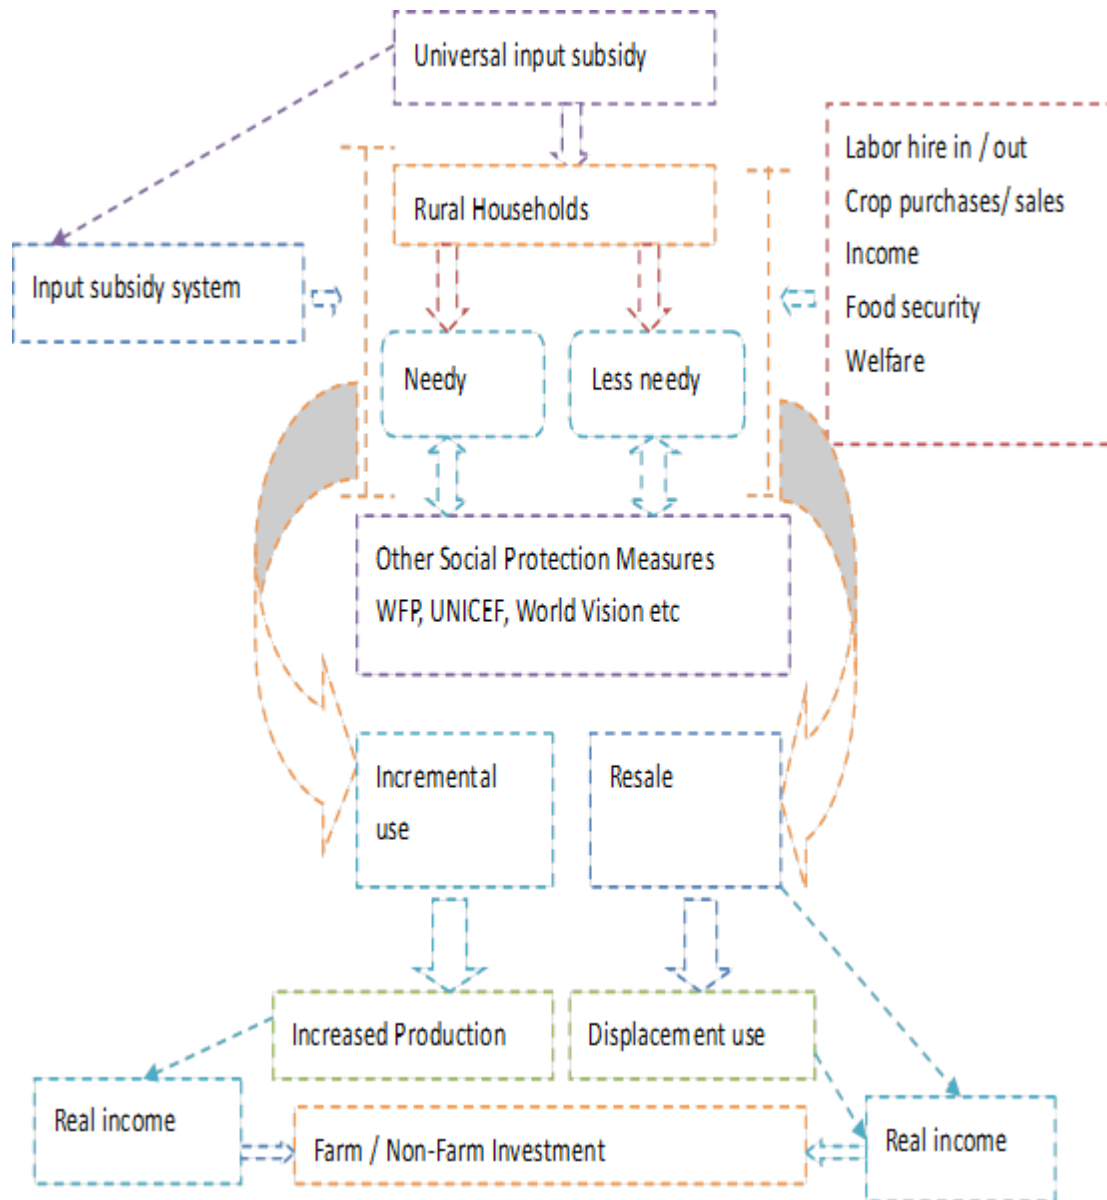 Universal input subsidy
Labor hire in / out
Crop purchases/ sales
Income
Food security
Welfare
Rural Households
Input subsidy system
Needy
Less needy
Other Social Protection Measures
WFP, UNICEF, World Vision etc
Incremental
use
Resale
Increased Production
Displacement use
Real income
Farm / Non-Farm Investment
Real income